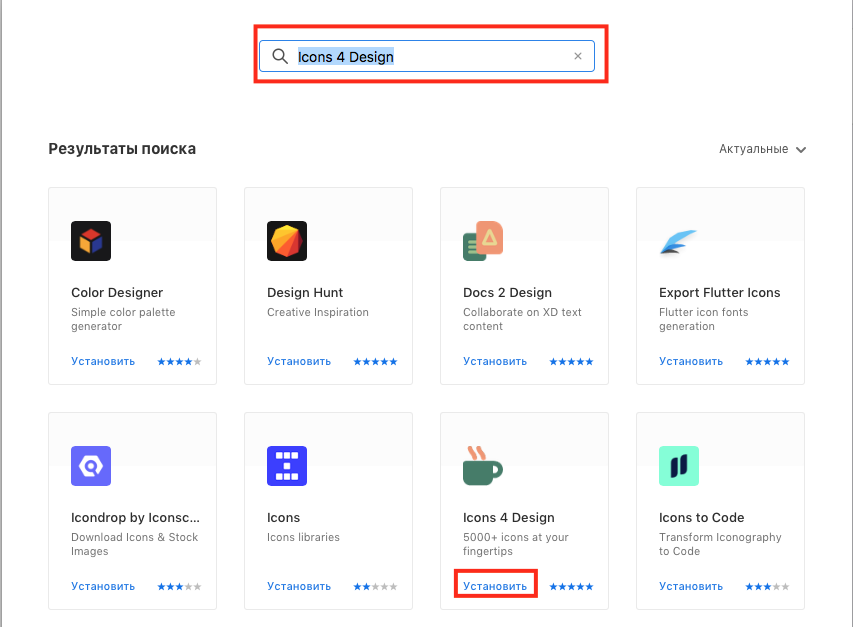 Icons 4 Design
Результаты поиска
Актуальные
Color Designer
Simple color palette
generator
Установить
Design Hunt
Creative Inspiration
Установить
Docs 2 Design
Collaborate on XD text
content
Установить
Export Flutter Icons
Flutter icon fonts
generation
Установить
Icondrop by Iconsc...
Download Icons & Stock
Images
Установить
Icons
Icons libraries
Установить
Icons 4 Design
5000+ icons at your
fingertips
Установить
Icons to Code
Transform Iconography
to Code
Установить